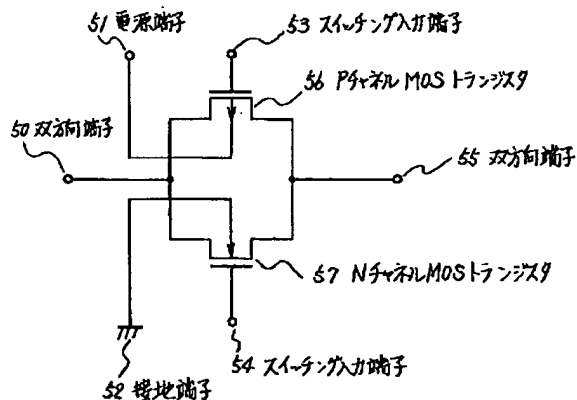 51 電源端子
53 スイッチング入力端子
56 PチャネルMOSトランジスタ
50 双方向端子
55 双方向端子
57 NチャネルMOSトランジスタ
54 スイッチング入力端子
52 接地端子